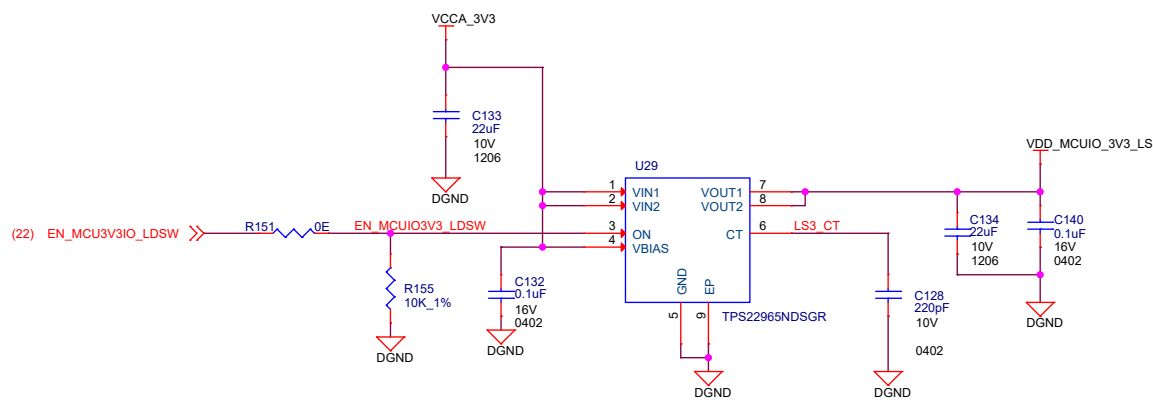 VCCA_3V3
C133
22uF
10V
1206
DGND
U29
VDD_MCUIO_3V3_LS
1 VIN1 VOUT1 7
2 VIN2 VOUT2 8
(22) EN_MCU3V3IO_LDSW R151 0E EN_MCUIO3V3_LDSW 3 ON CT 6 LS3_CT
4 VBIAS
GND EP
5 9
TPS22965NDSGR
R155
10K_1%
DGND
C132
0.1uF
16V
0402
DGND
DGND
C128
220pF
10V
0402
DGND
C134
22uF
10V
1206
C140
0.1uF
16V
0402
DGND